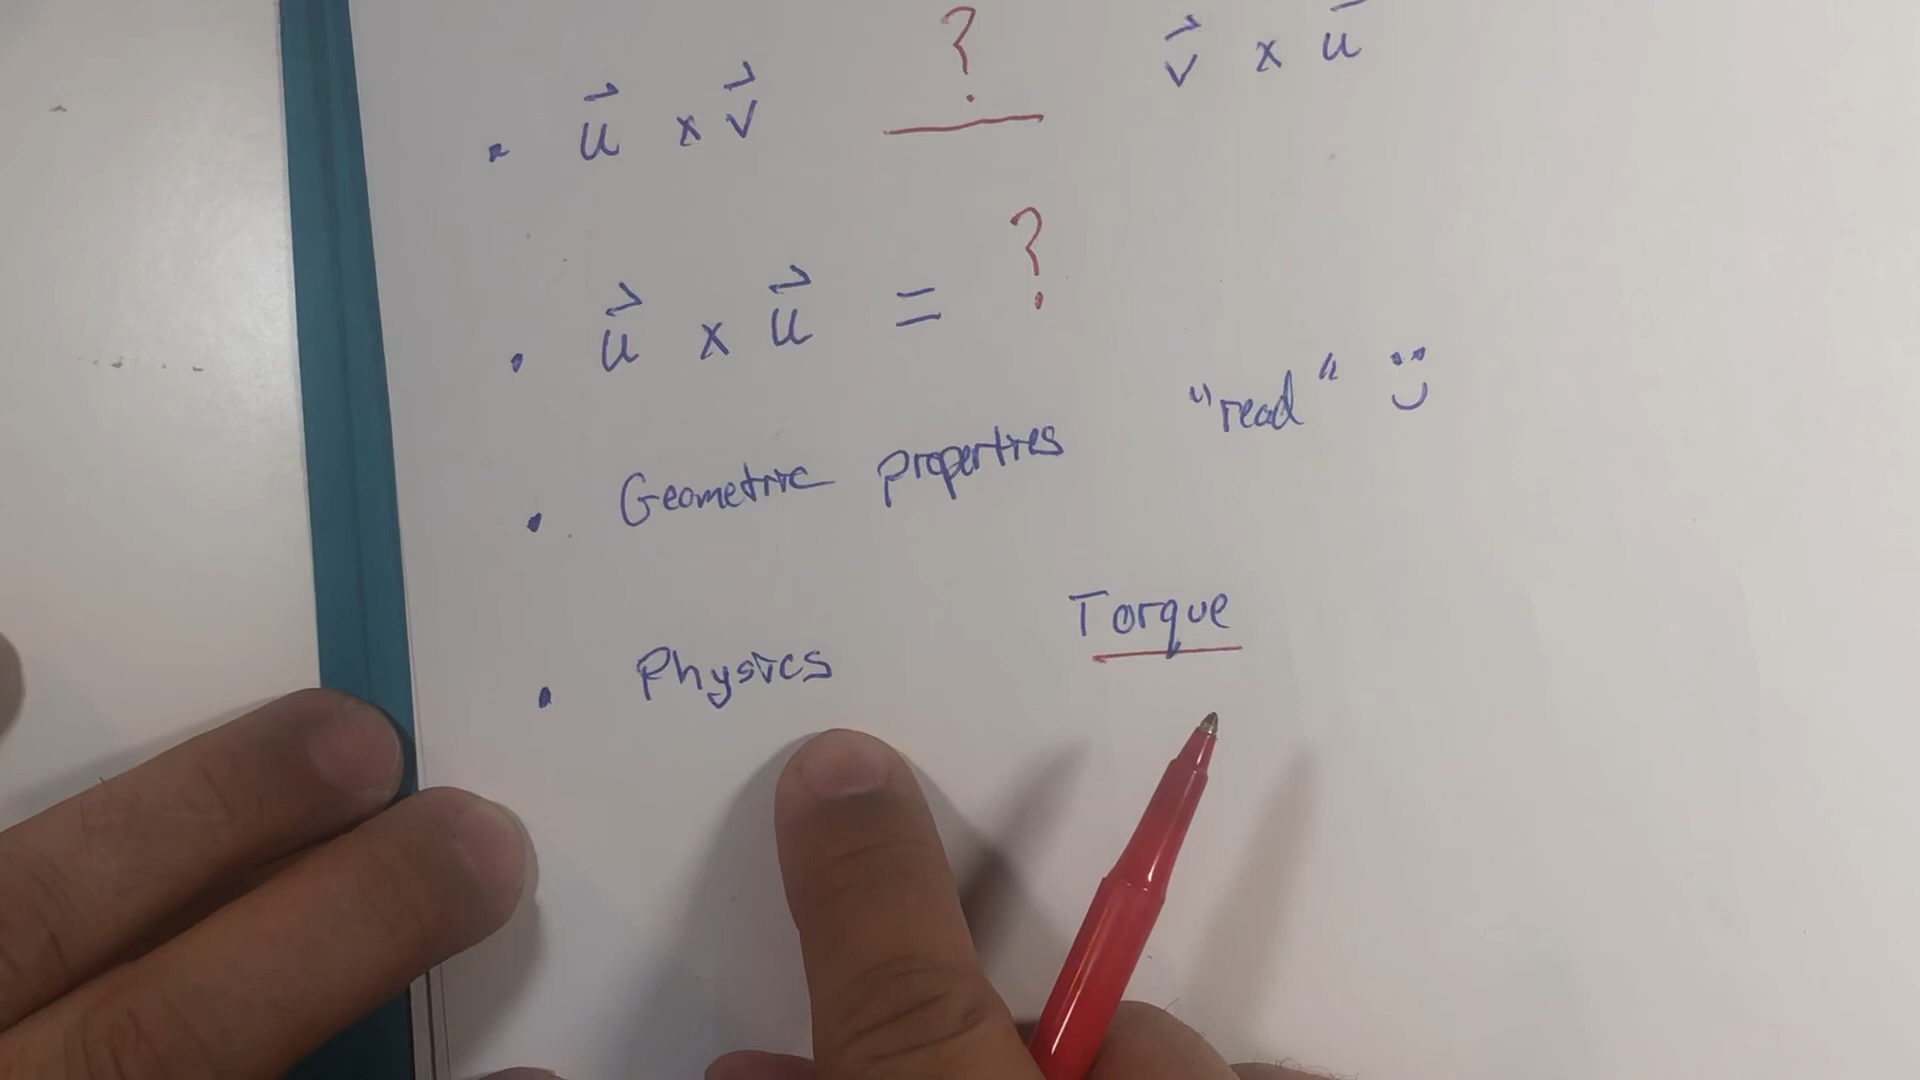 • u⃗ × v⃗ ? v⃗ × u⃗
• u⃗ × u⃗ = ?
• Geometric properties "read" :)
• Physics Torque